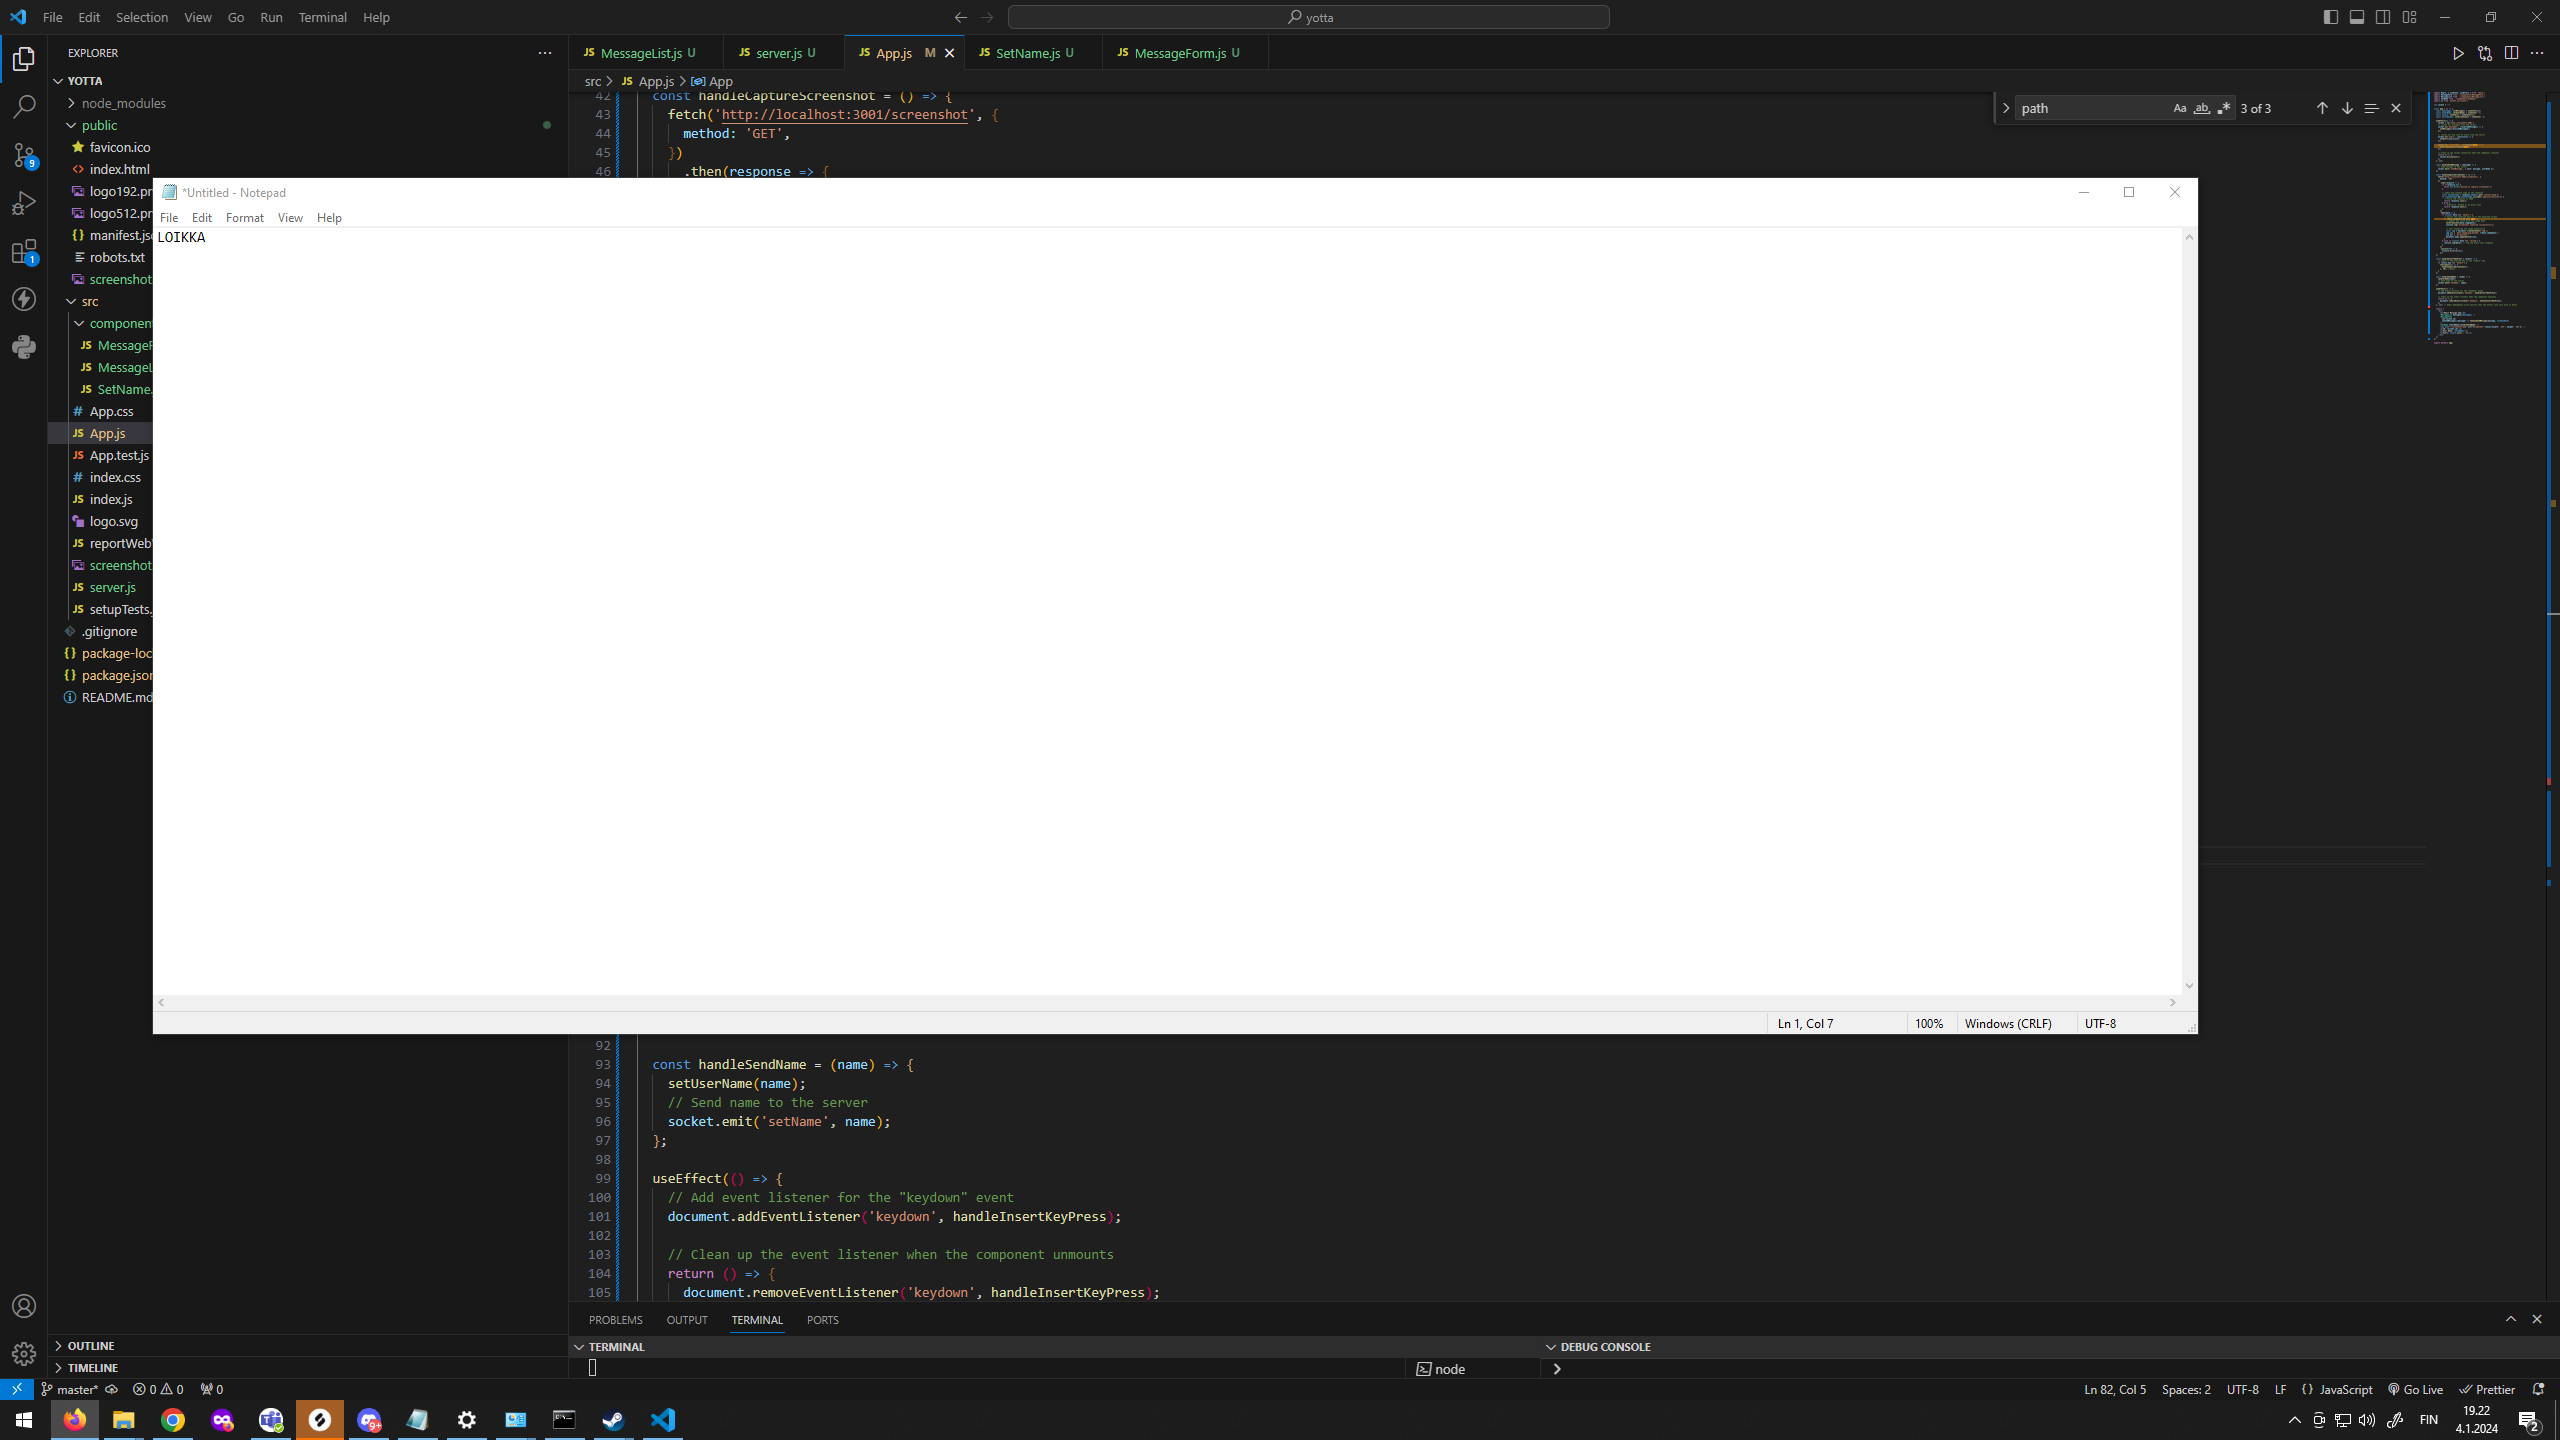 File Edit Selection View Go Run Terminal Help
yotta
EXPLORER
YOTTA
node_modules
public
favicon.ico
index.html
logo192.pn
logo512.pn
manifest.js
robots.txt
screenshot
src
component
MessageF
MessageL
SetName.
App.css
App.js
App.test.js
index.css
index.js
logo.svg
reportWeb
screenshot
server.js
setupTests.
.gitignore
package-loc
package.json
README.md
OUTLINE
TIMELINE
MessageList.js U
server.js U
App.js M
SetName.js U
MessageForm.js U
src > App.js > App
path
Aa ab
3 of 3
42 const handleCaptureScreenshot = () => {
43 fetch('http://localhost:3001/screenshot', {
44 method: 'GET',
45 })
46 .then(response => {
*Untitled - Notepad
File Edit Format View Help
LOIKKA
Ln 1, Col 7 100% Windows (CRLF) UTF-8
92
93 const handleSendName = (name) => {
94 setUserName(name);
95 // Send name to the server
96 socket.emit('setName', name);
97 };
98
99 useEffect(() => {
100 // Add event listener for the "keydown" event
101 document.addEventListener('keydown', handleInsertKeyPress);
102
103 // Clean up the event listener when the component unmounts
104 return () => {
105 document.removeEventListener('keydown', handleInsertKeyPress);
PROBLEMS OUTPUT TERMINAL PORTS
TERMINAL
node
DEBUG CONSOLE
master* 0 0 0
Ln 82, Col 5 Spaces: 2 UTF-8 LF {} JavaScript Go Live Prettier
FIN
19.22
4.1.2024
2
9
1
9+